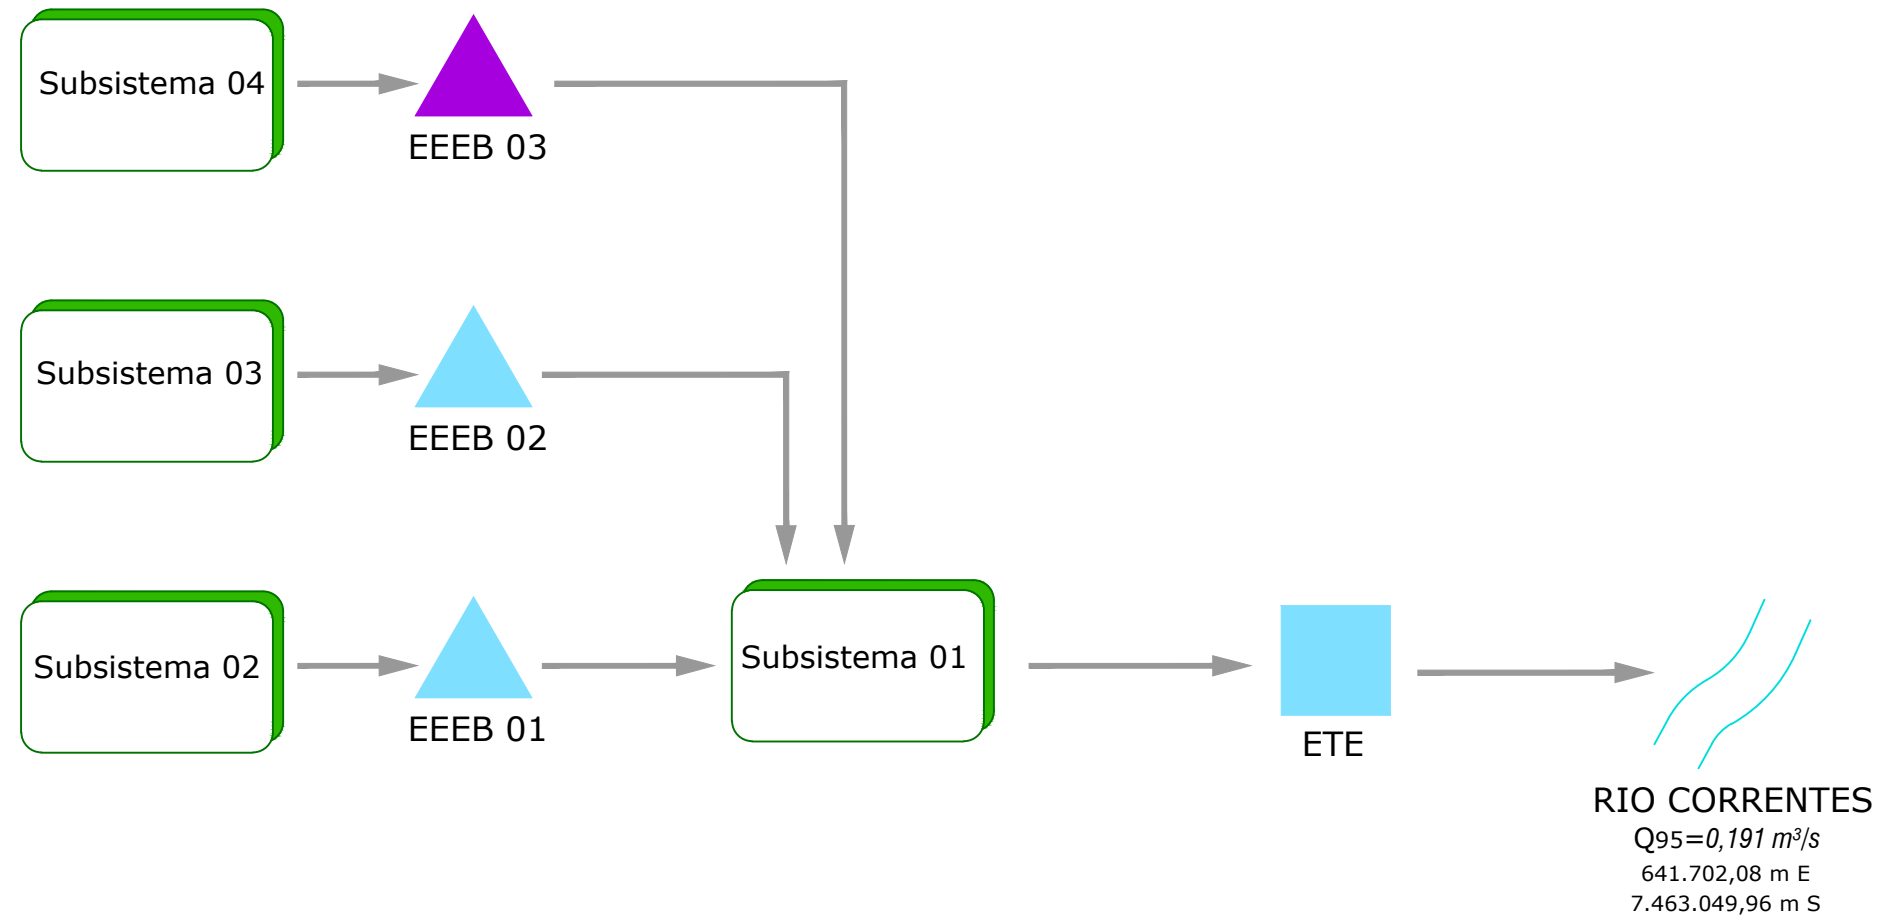 Subsistema 04
EEEB 03
Subsistema 03
EEEB 02
Subsistema 02
EEEB 01
Subsistema 01
ETE
RIO CORRENTES
Q95=0,191 m³/s
641.702,08 m E
7.463.049,96 m S